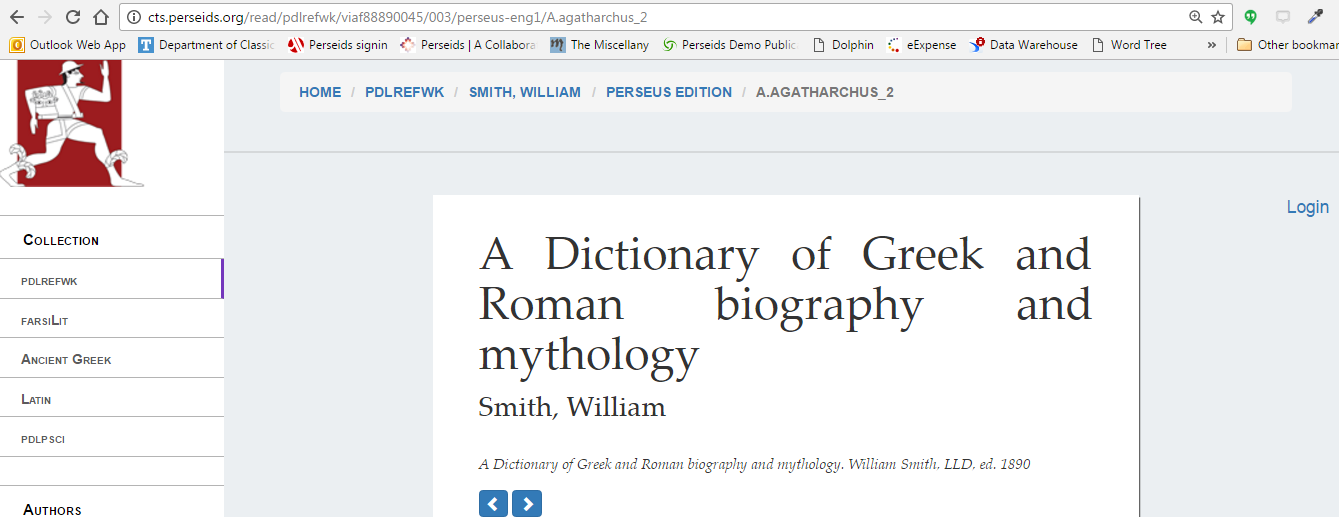 cts.perseids.org/read/pdlrefwk/viaf88890045/003/perseus-eng1/A.agatharchus_2
Outlook Web App Department of Classic Perseids signin Perseids | A Collabora The Miscellany Perseids Demo Public Dolphin eExpense Data Warehouse Word Tree » Other bookmar
HOME / PDLREFWK / SMITH, WILLIAM / PERSEUS EDITION / A.AGATHARCHUS_2
Login
COLLECTION
PDLREFWK
FARSILIT
ANCIENT GREEK
LATIN
PDLPSCI
AUTHORS
A Dictionary of Greek and
Roman biography and
mythology
Smith, William
A Dictionary of Greek and Roman biography and mythology. William Smith, LLD, ed. 1890